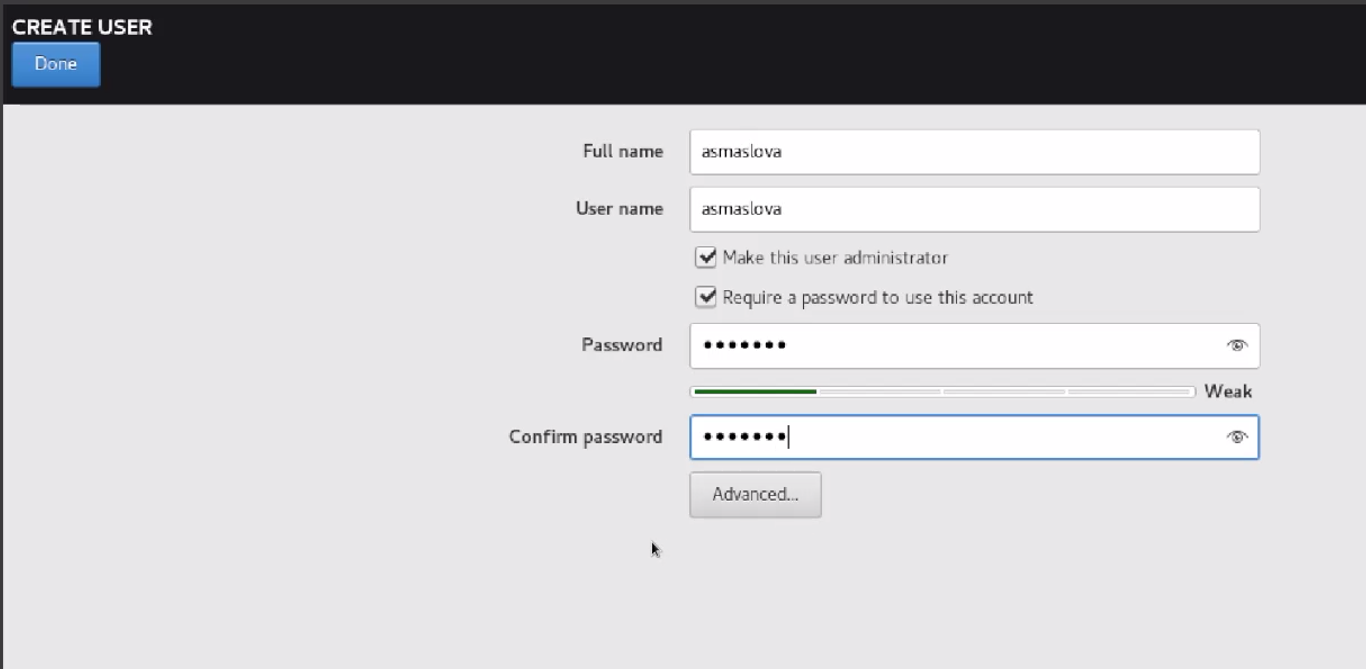 CREATE USER
Done
Full name asmaslova
User name asmaslova
Make this user administrator
Require a password to use this account
Password •••••••
Weak
Confirm password •••••••
Advanced...